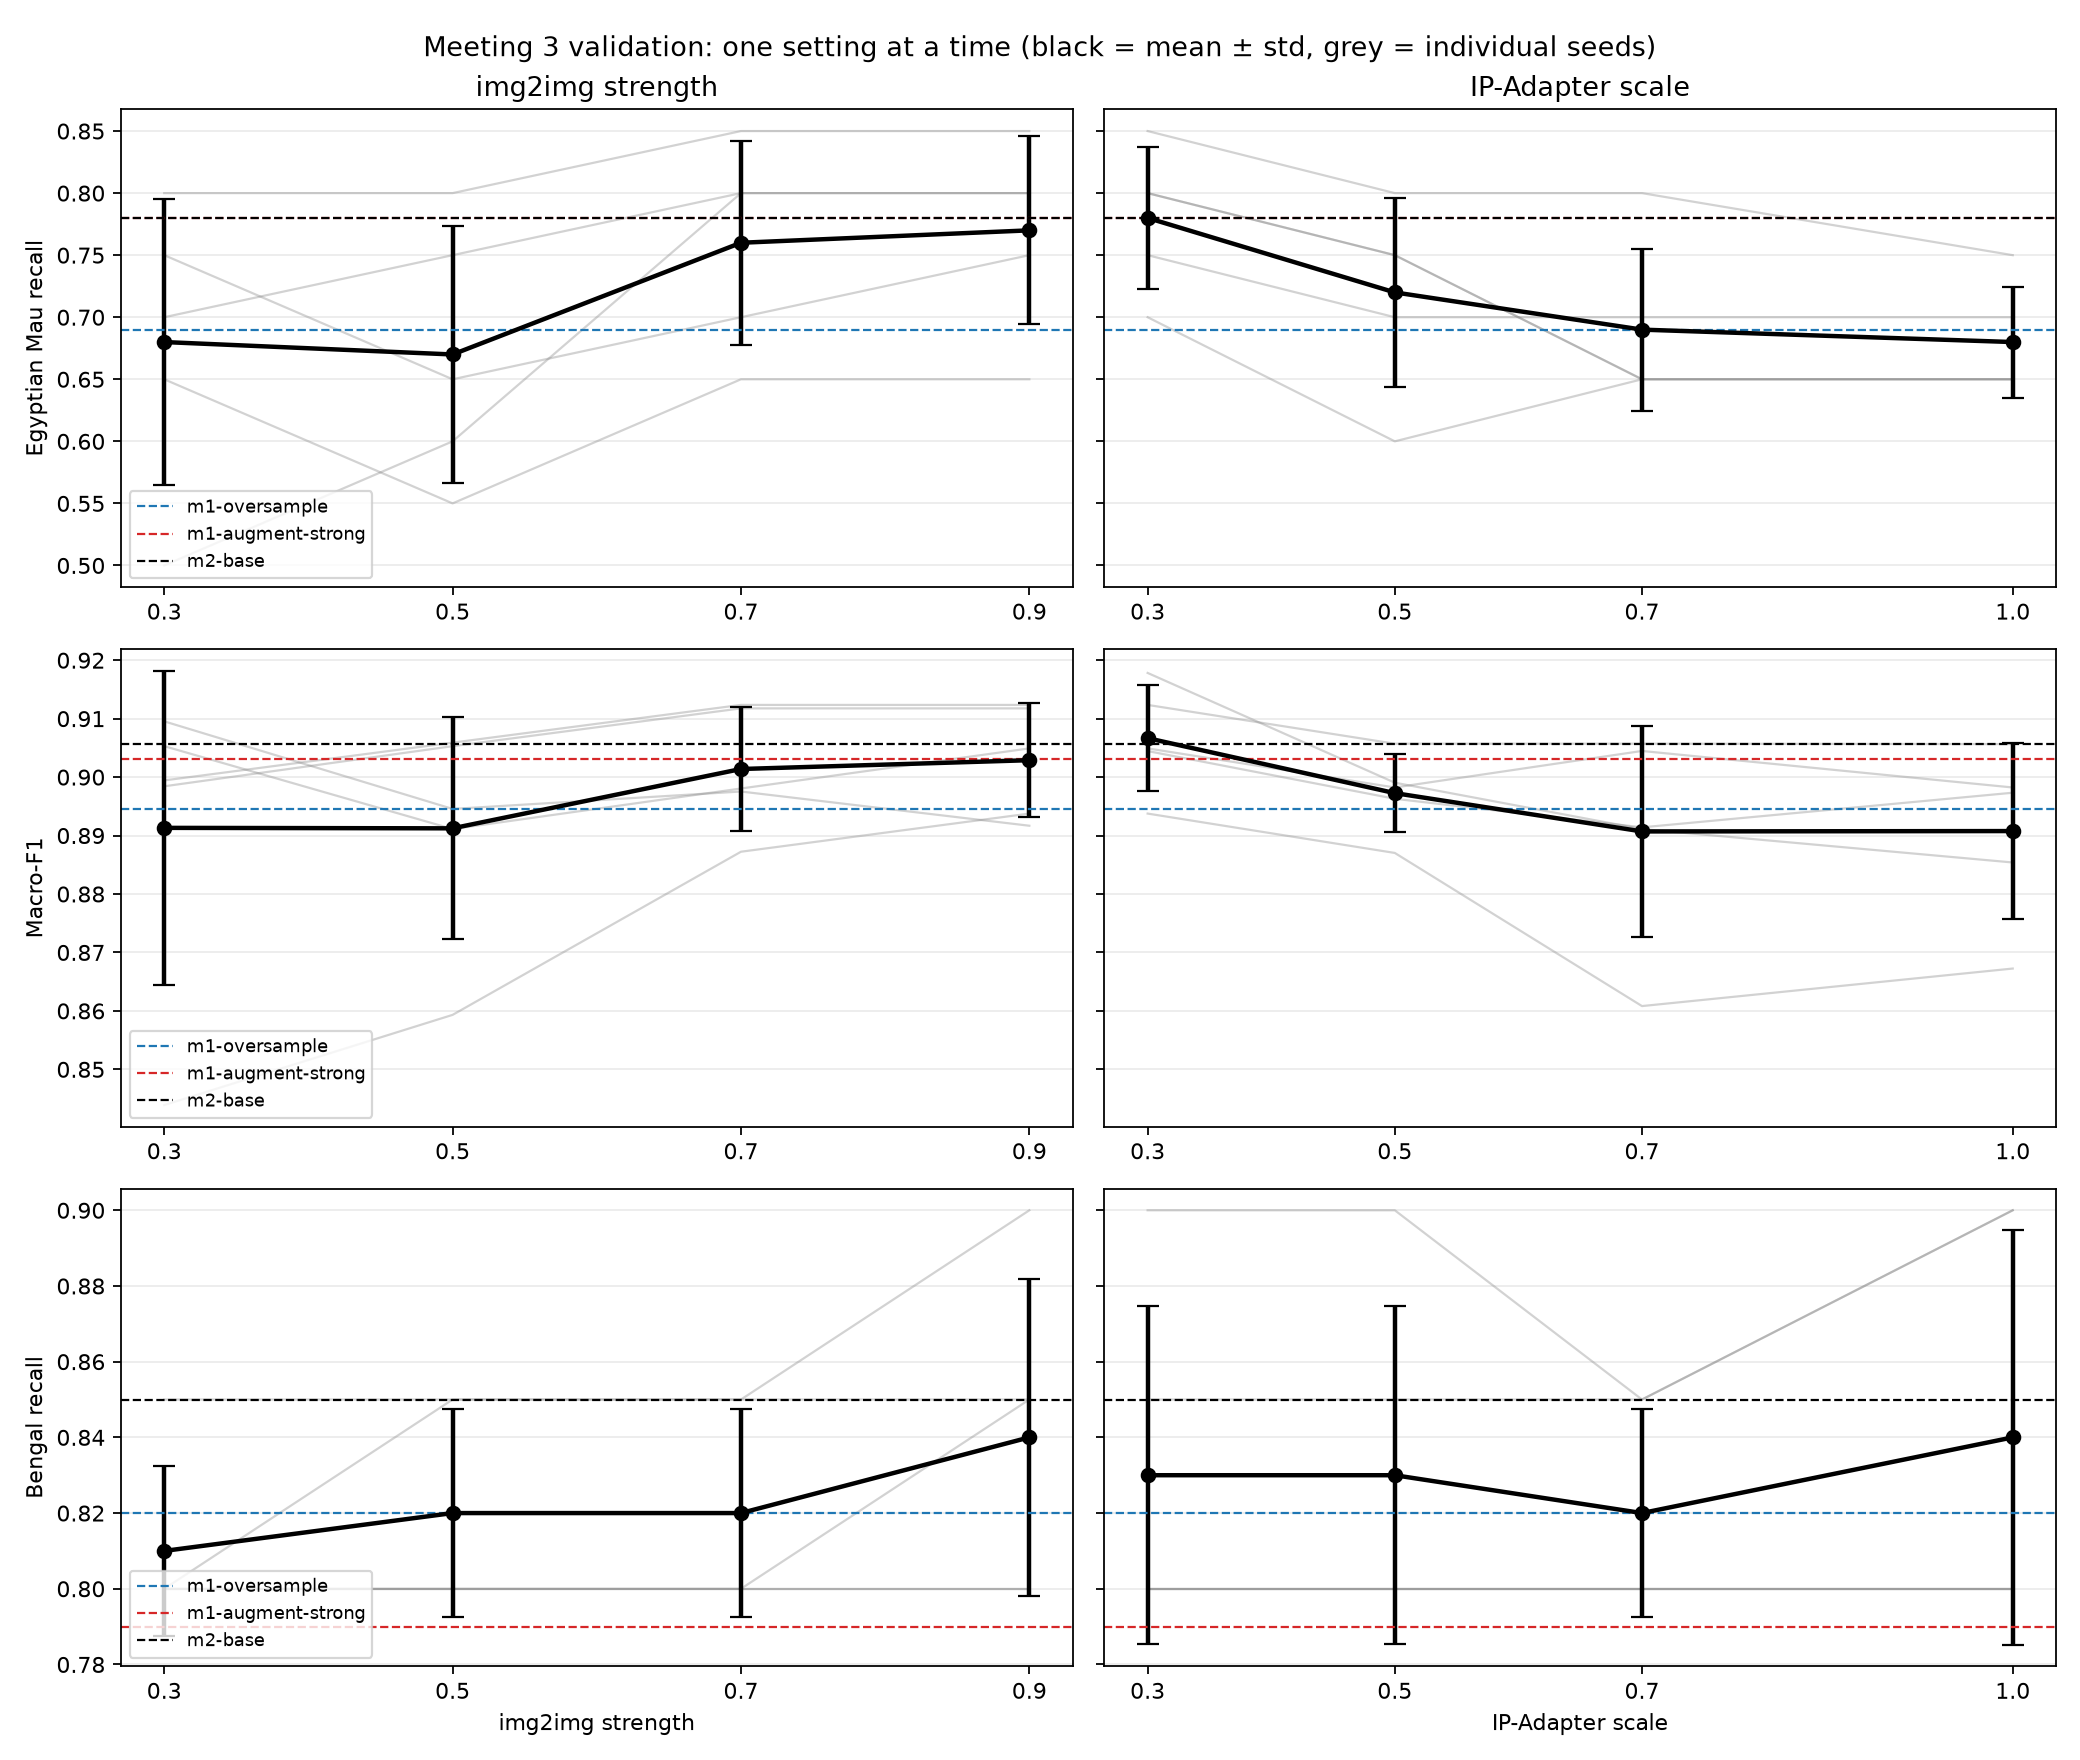 Meeting 3 validation: one setting at a time (black = mean ± std, grey = individual seeds)
img2img strength
IP-Adapter scale
Egyptian Mau recall
0.85
0.80
0.75
0.70
0.65
0.60
0.55
0.50
m1-oversample
m1-augment-strong
m2-base
0.3 0.5 0.7 0.9
0.3 0.5 0.7 1.0
Macro-F1
0.92
0.91
0.90
0.89
0.88
0.87
0.86
0.85
m1-oversample
m1-augment-strong
m2-base
0.3 0.5 0.7 0.9
0.3 0.5 0.7 1.0
Bengal recall
0.90
0.88
0.86
0.84
0.82
0.80
0.78
m1-oversample
m1-augment-strong
m2-base
0.3 0.5 0.7 0.9
0.3 0.5 0.7 1.0
img2img strength
IP-Adapter scale